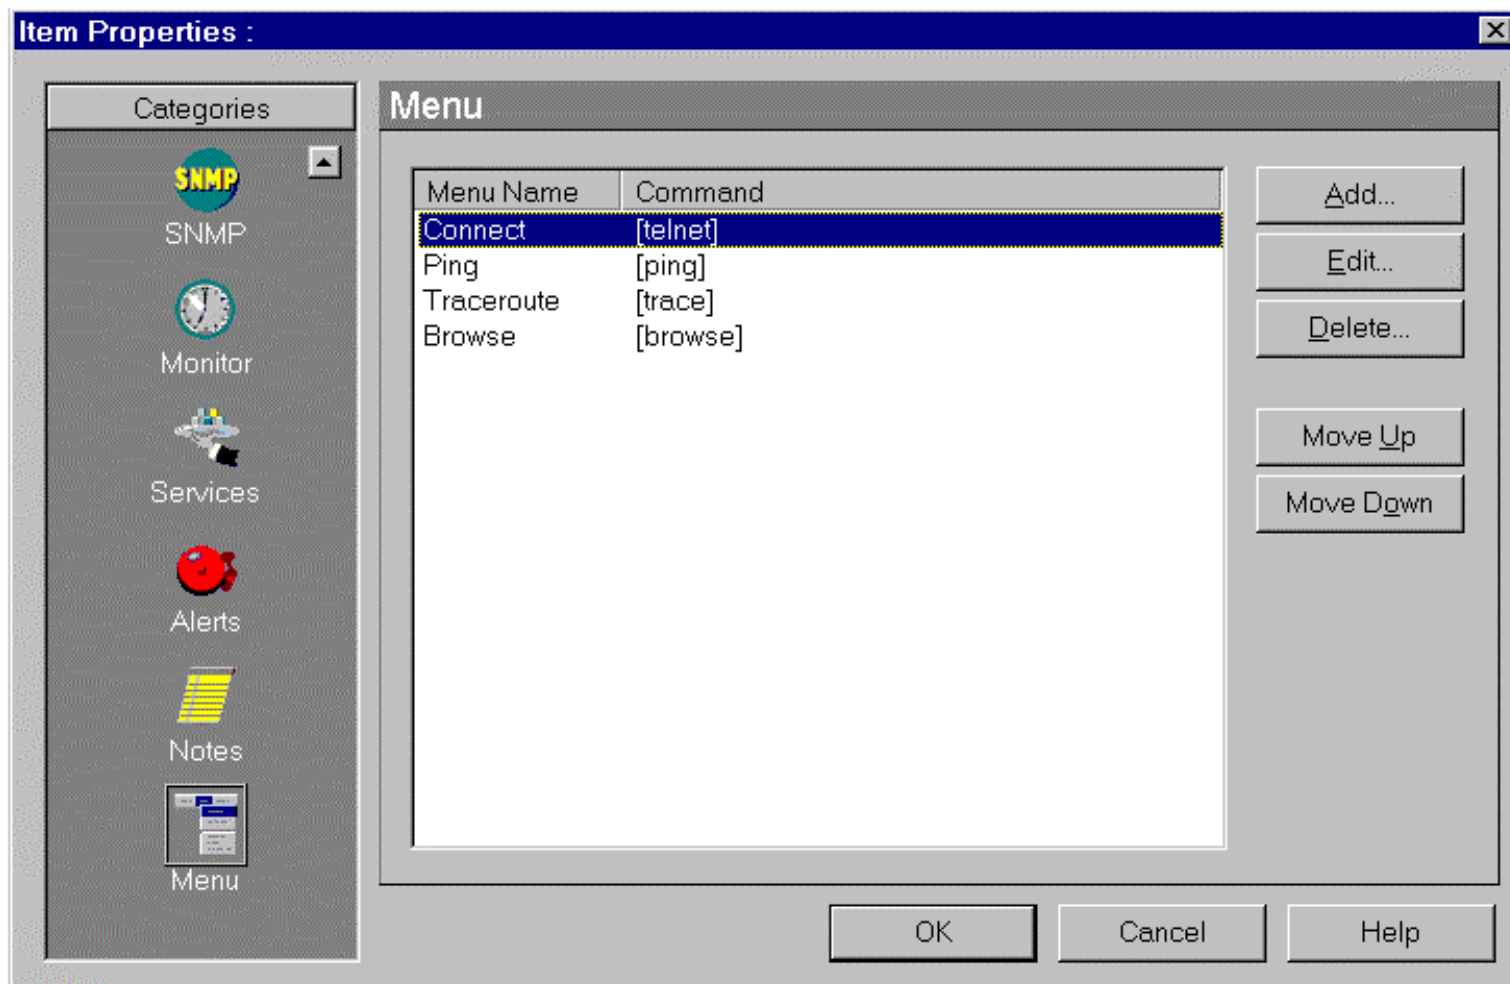 Item Properties :
Categories
SNMP
SNMP
Monitor
Services
Alerts
Notes
Menu
Menu
Menu Name Command
Connect [telnet]
Ping [ping]
Traceroute [trace]
Browse [browse]
Add...
Edit...
Delete...
Move Up
Move Down
OK Cancel Help